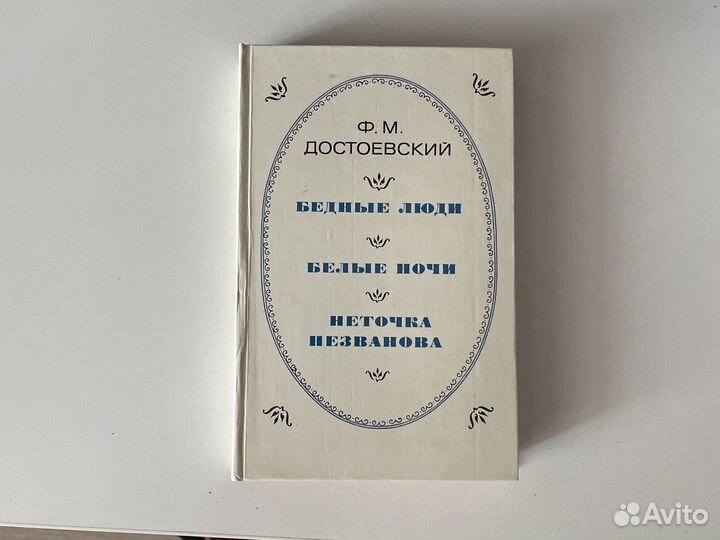 Ф. М.
ДОСТОЕВСКИЙ
БЕДНЫЕ ЛЮДИ
БЕЛЫЕ НОЧИ
НЕТОЧКА
НЕЗВАНОВА
Avito